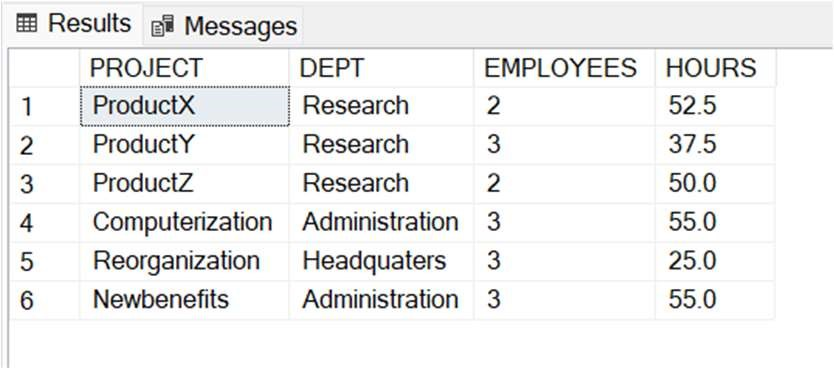 Results Messages
PROJECT DEPT EMPLOYEES HOURS
1 ProductX Research 2 52.5
2 ProductY Research 3 37.5
3 ProductZ Research 2 50.0
4 Computerization Administration 3 55.0
5 Reorganization Headquaters 3 25.0
6 Newbenefits Administration 3 55.0